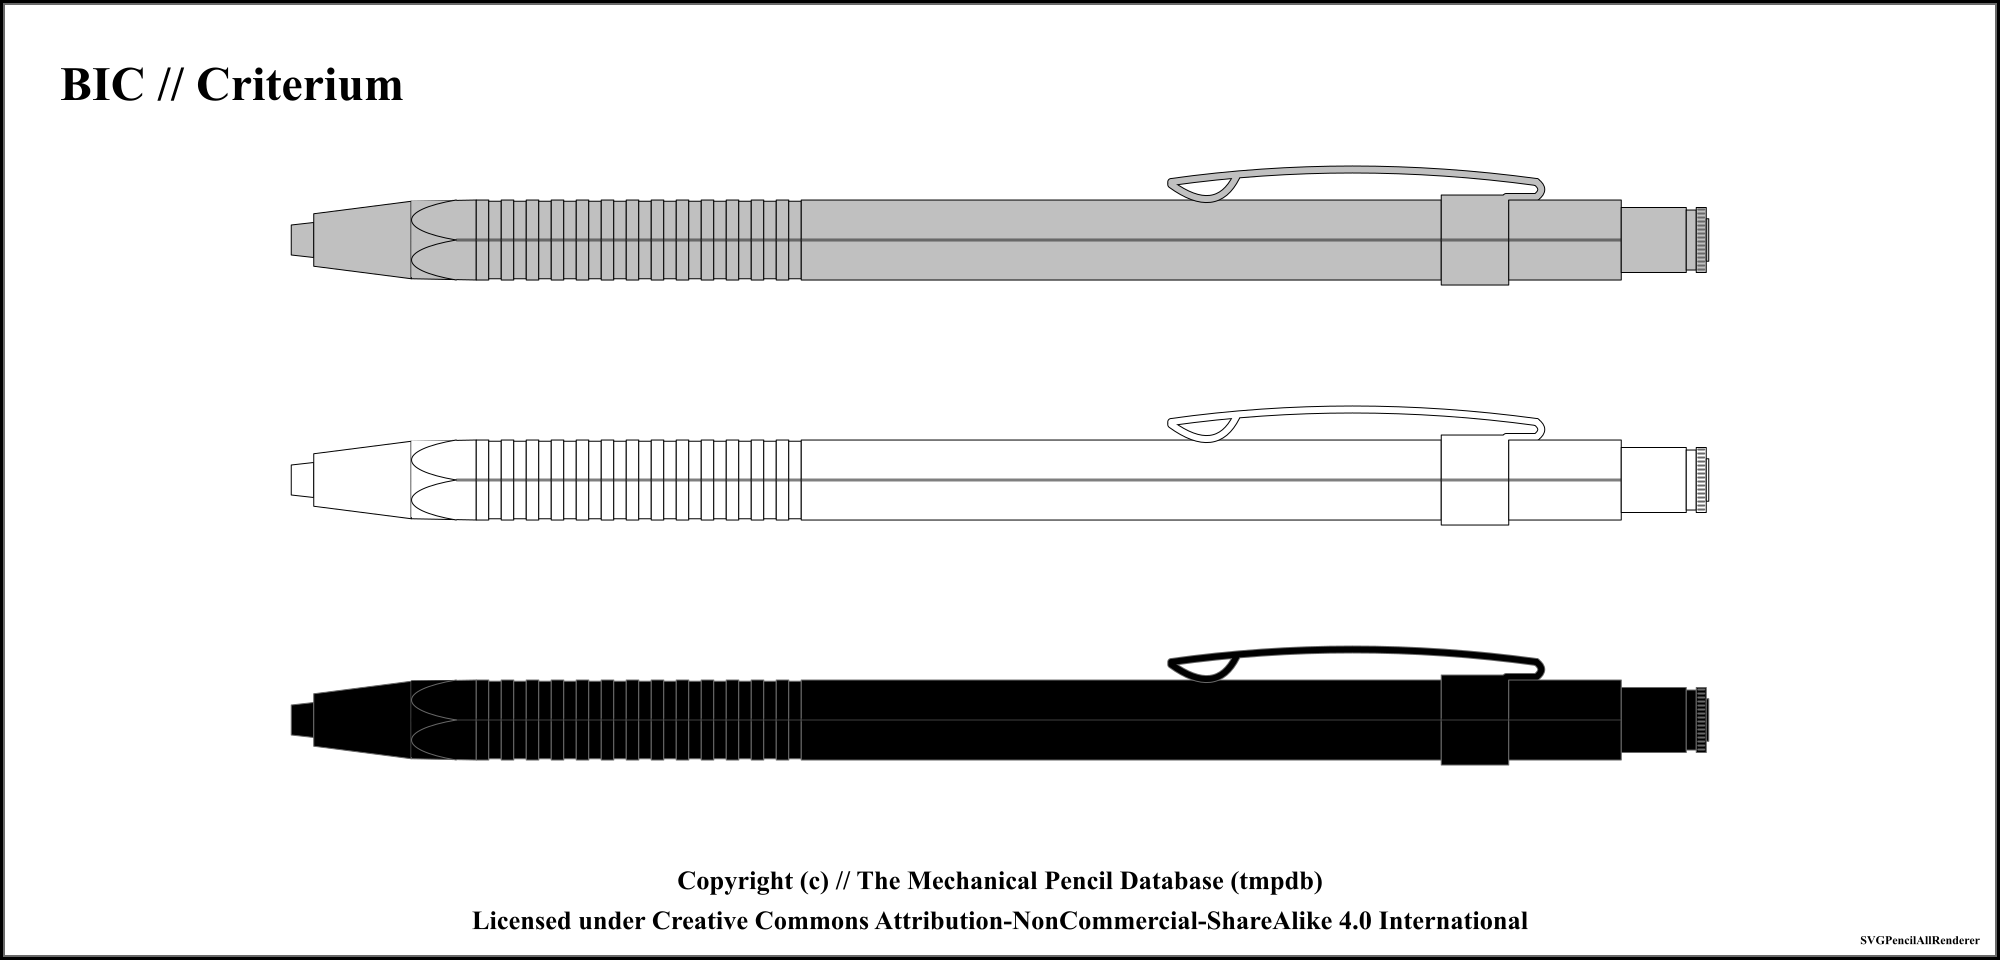 BIC // Criterium
Copyright (c) // The Mechanical Pencil Database (tmpdb)
Licensed under Creative Commons Attribution-NonCommercial-ShareAlike 4.0 International
SVGPencilAllRenderer